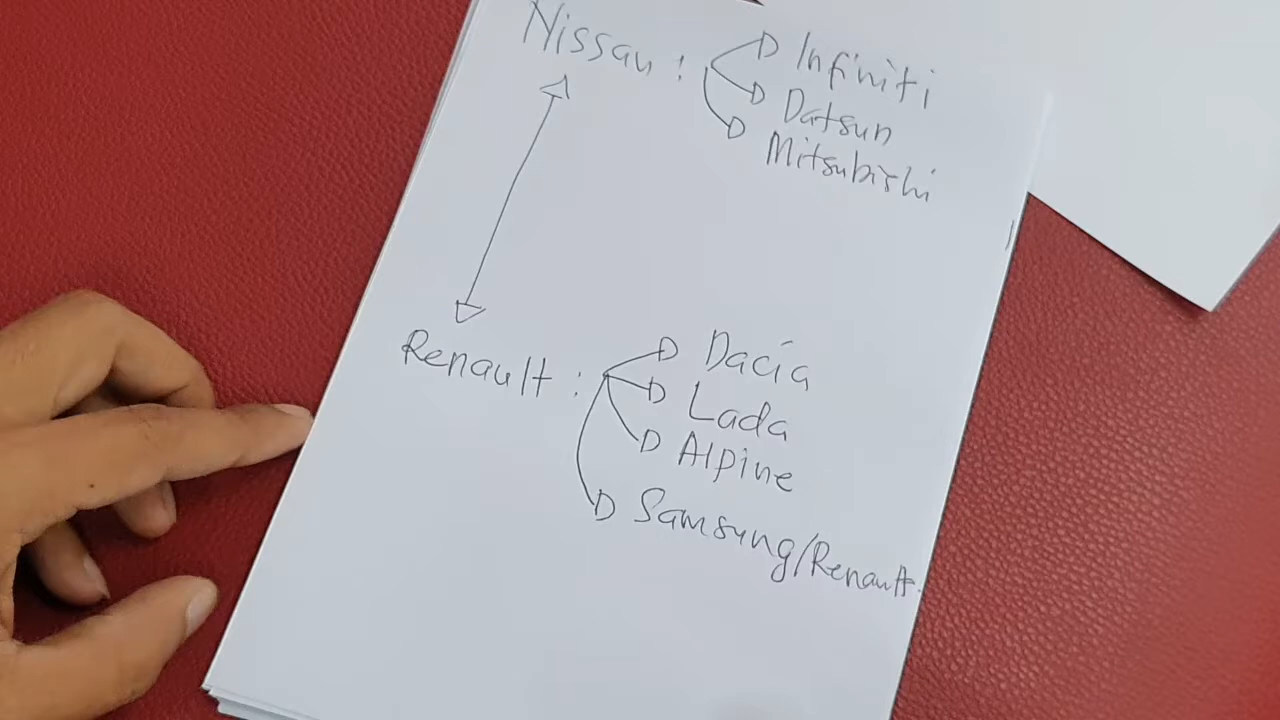 Nissan : Infiniti
Datsun
Mitsubishi
Renault : Dacia
Lada
Alpine
Samsung/Renault.